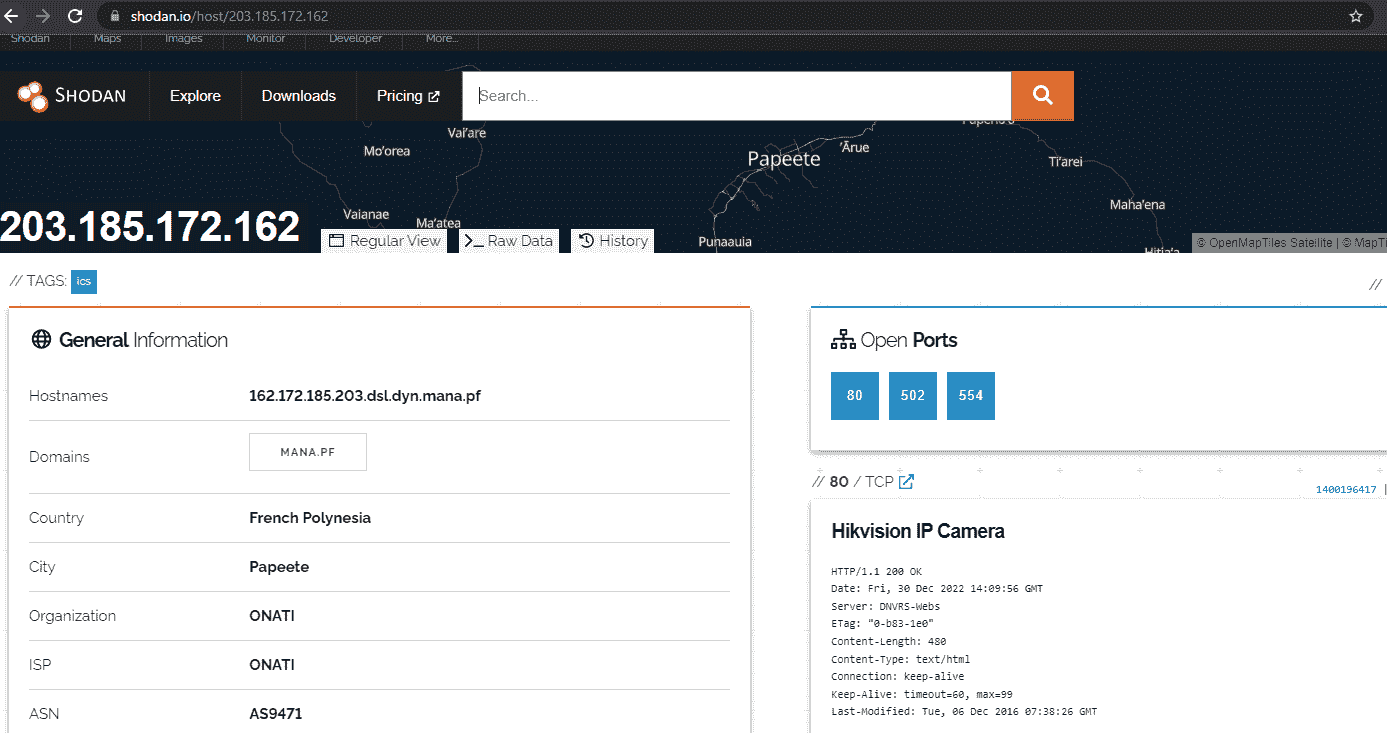 shodan.io/host/203.185.172.162
Shodan Maps Images Monitor Developer More...
SHODAN Explore Downloads Pricing Search...
Vai'are
Mo'orea
Papeete
'Ārue
Ti'arei
Vaianae
Ma'atea
Maha'ena
Punaauia
203.185.172.162
Regular View >_ Raw Data History
© OpenMapTiles Satellite | © MapTi
// TAGS: ics //
General Information
Hostnames 162.172.185.203.dsl.dyn.mana.pf
Domains MANA.PF
Country French Polynesia
City Papeete
Organization ONATI
ISP ONATI
ASN AS9471
Open Ports
80 502 554
// 80 / TCP
1400196417 |
Hikvision IP Camera
HTTP/1.1 200 OK
Date: Fri, 30 Dec 2022 14:09:56 GMT
Server: DNVRS-Webs
ETag: "0-b83-1e0"
Content-Length: 480
Content-Type: text/html
Connection: keep-alive
Keep-Alive: timeout=60, max=99
Last-Modified: Tue, 06 Dec 2016 07:38:26 GMT